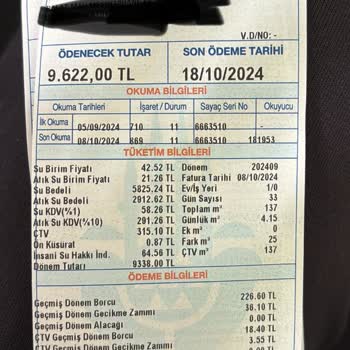 V.D/NO: -
ÖDENECEK TUTAR SON ÖDEME TARİHİ
9.622,00 TL 18/10/2024
OKUMA BİLGİLERİ
Okuma Tarihleri İşaret / Durum Sayaç Seri No Okuyucu
İlk Okuma 05/09/2024 710 11 6663510 -
Son Okuma 08/10/2024 869 11 6663510 181953
TÜKETİM BİLGİLERİ
Su Birim Fiyatı 42.52 TL Dönem 202409
Atık Su Birim Fiyatı 21.26 TL Fatura Tarihi 08/10/2024
Su Bedeli 5825,24 TL Ev/İş Yeri 1/0
Atık Su Bedeli 2912.62 TL Gün Sayısı 33
Su KDV(%1) 58.26 TL Toplam m³ 137
Atık Su KDV(%10) 291.26 TL Günlük m³ 4.15
ÇTV 315.10 TL Ek m³ 0
Ön Küsürat 0.87 TL Fark m³ 25
İnsani Su Hakkı İnd. 64.56 TL ÇTV m³ 137
Dönem Tutarı 9338.00 TL
ÖDEME BİLGİLERİ
Geçmiş Dönem Borcu 226.60 TL
Geçmiş Dönem Gecikme Zammı 36.10 TL
Geçmiş Dönem Alacağı 0.00 TL
ÇTV Geçmiş Dönem Borcu 18.40 TL
ÇTV Geçmiş Dönem Gecikme Zammı 3.55 TL